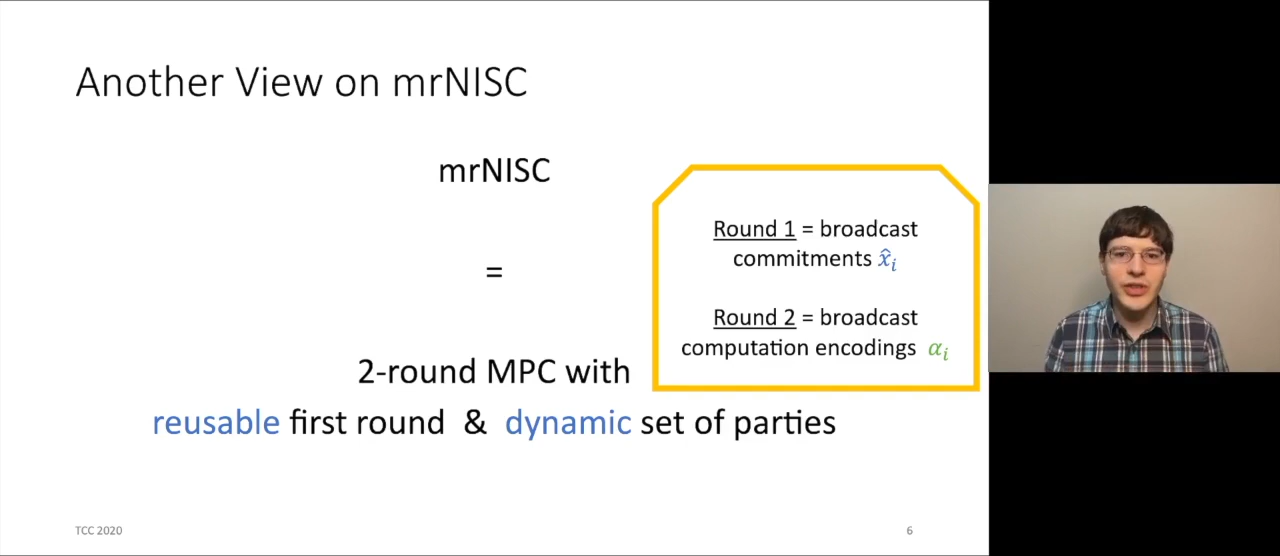 Another View on mrNISC
mrNISC
=
2-round MPC with
reusable first round & dynamic set of parties
Round 1 = broadcast
commitments x̂ᵢ
Round 2 = broadcast
computation encodings αᵢ
TCC 2020
6